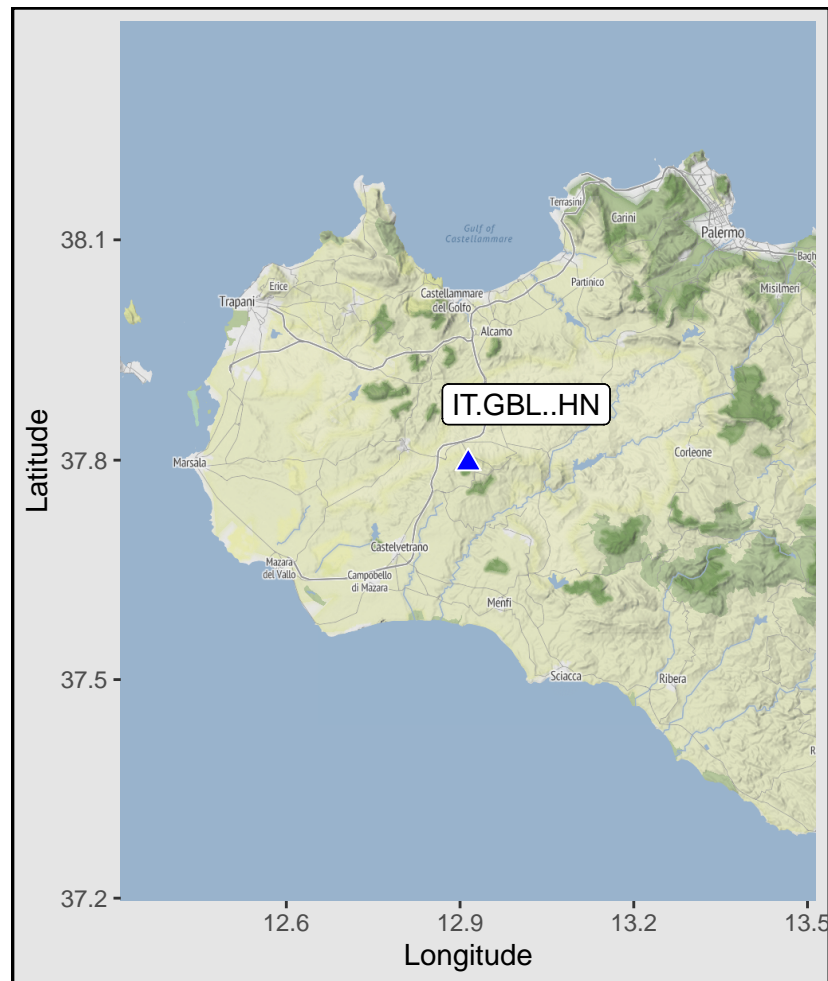 Gulf of
Castellammare
Terrasini
Carini
Palermo
Bagh
Misilmeri
Partinico
Erice
Trapani
Castellammare
del Golfo
Alcamo
IT.GBL..HN
Marsala
Corleone
Castelvetrano
Mazara
del Vallo
Campobello
di Mazara
Menfi
Sciacca
Ribera
R
38.1
37.8
37.5
37.2
Latitude
12.6
12.9
13.2
13.5
Longitude